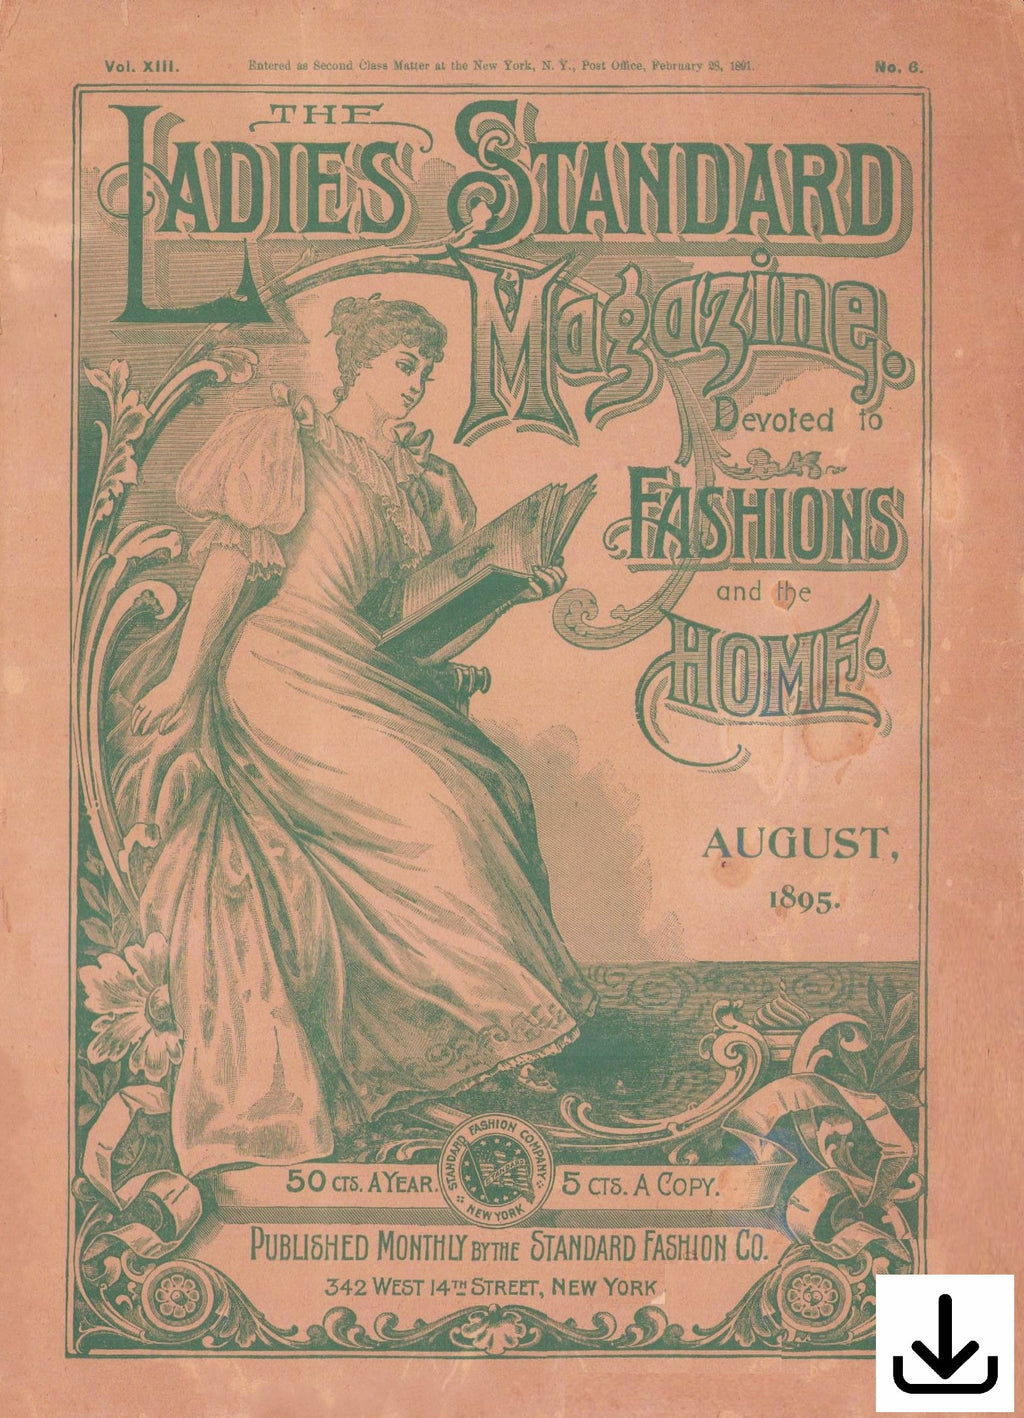 Vol. XIII.
Entered as Second Class Matter at the New York, N. Y., Post Office, February 28, 1891.
No. 6.
THE
LADIES' STANDARD
Magazine.
Devoted to
FASHIONS
and the
HOME.
AUGUST,
1895.
STANDARD FASHION COMPANY
NEW YORK
50 CTS. A YEAR. 5 CTS. A COPY.
PUBLISHED MONTHLY BY THE STANDARD FASHION CO.
342 WEST 14TH STREET, NEW YORK